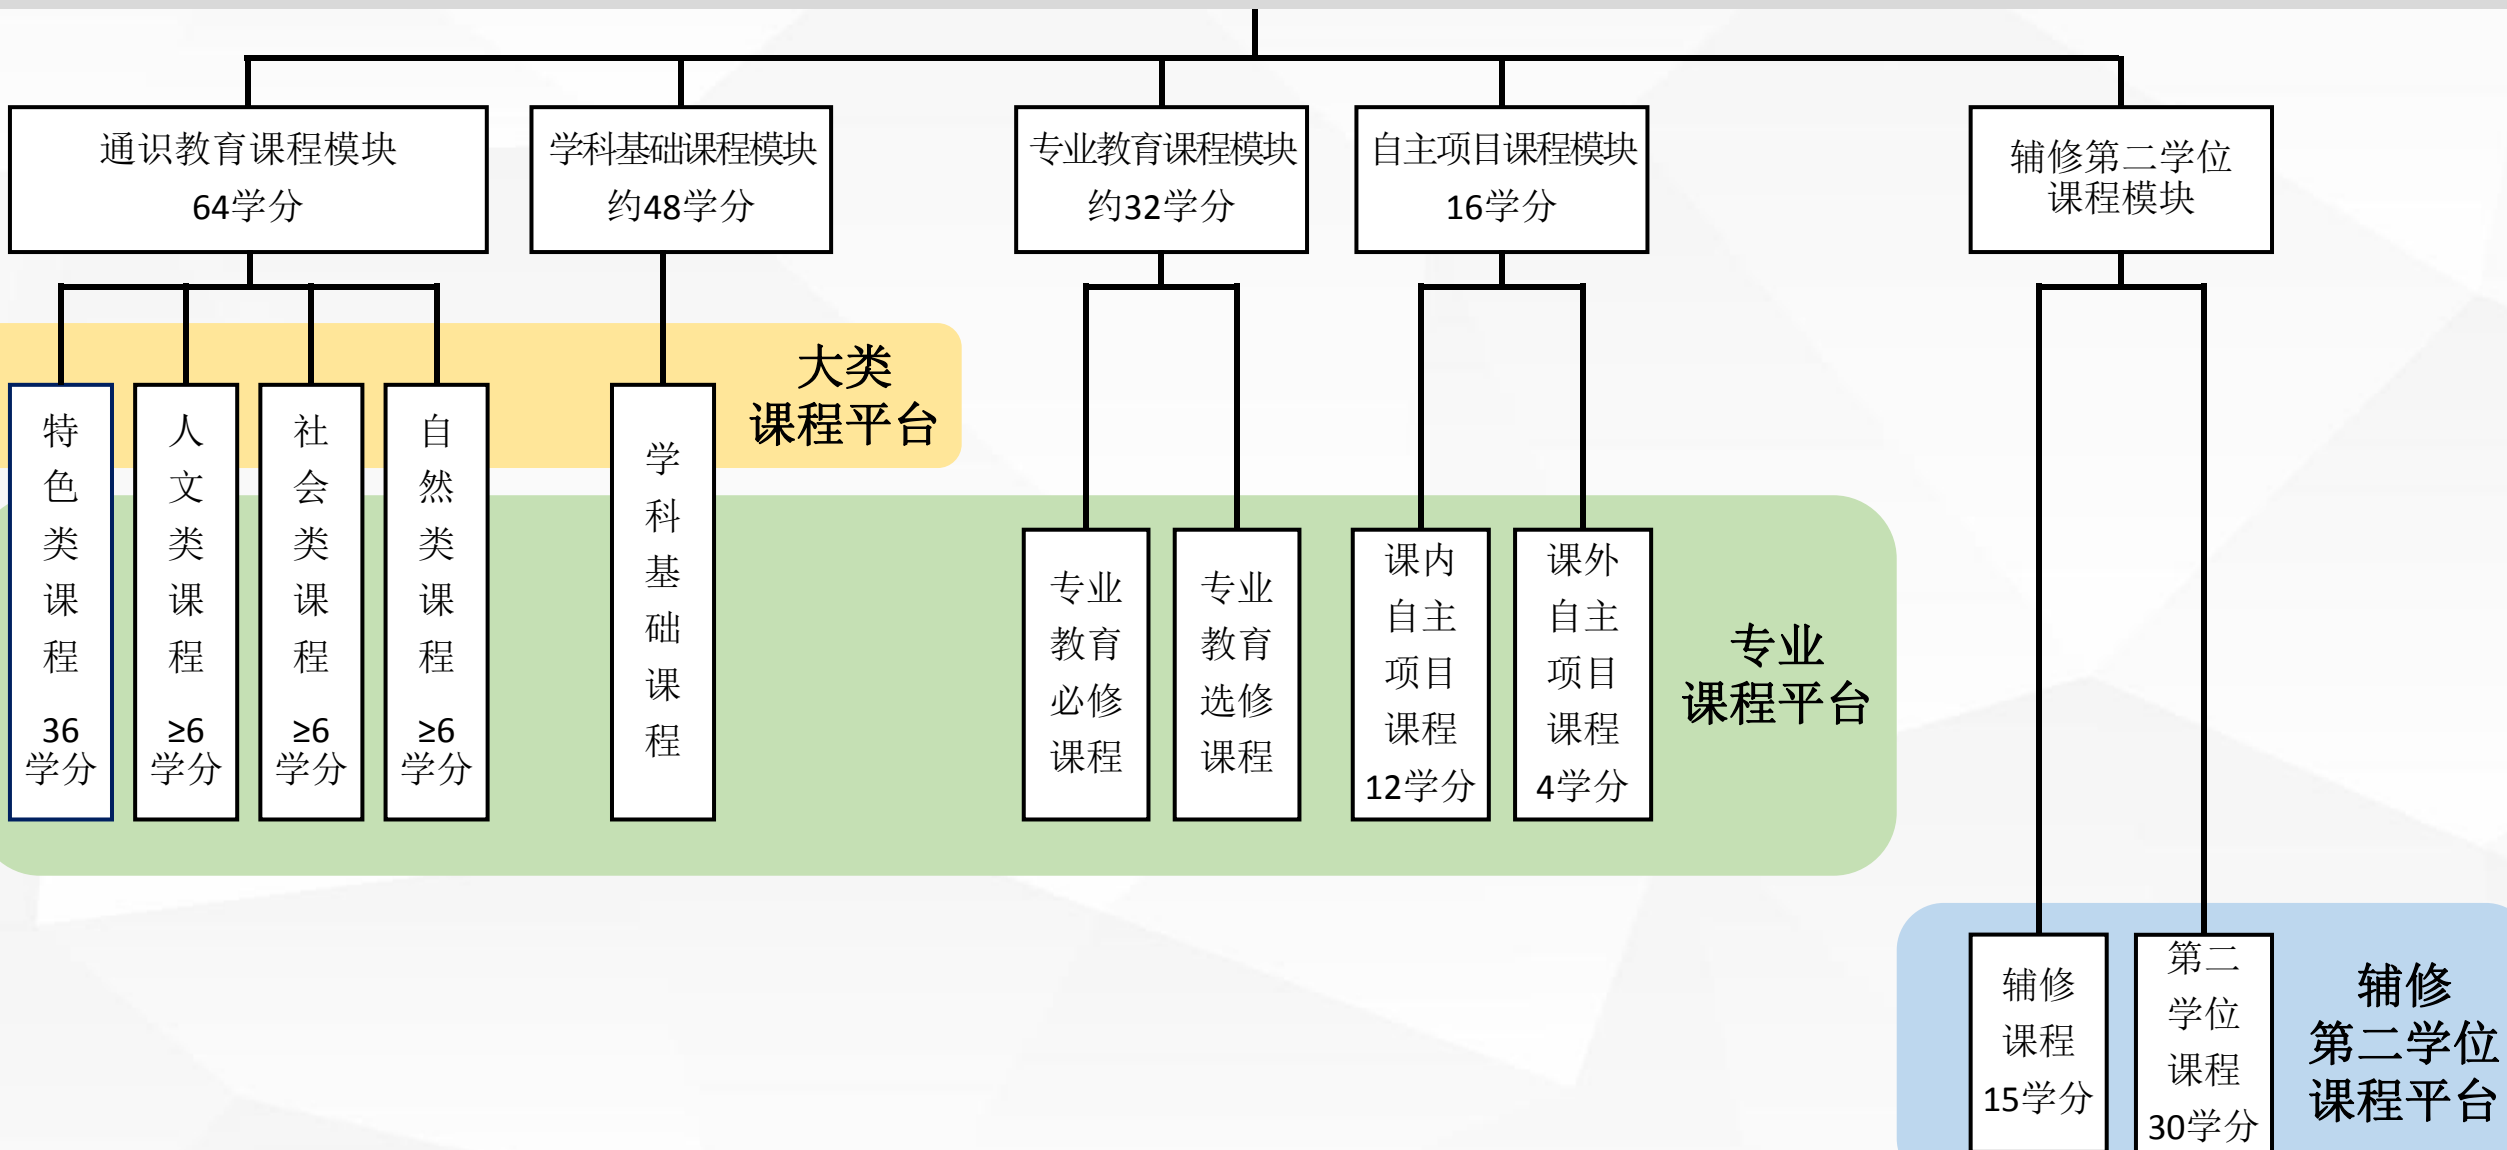 通识教育课程模块
64学分
学科基础课程模块
约48学分
专业教育课程模块
约32学分
自主项目课程模块
16学分
辅修第二学位
课程模块
大类
课程平台
特色类课程
36
学分
人文类课程
≥6
学分
社会类课程
≥6
学分
自然类课程
≥6
学分
学科基础课程
专业
教育
必修
课程
专业
教育
选修
课程
课内
自主
项目
课程
12学分
课外
自主
项目
课程
4学分
专业
课程平台
辅修
课程
15学分
第二
学位
课程
30学分
辅修
第二学位
课程平台